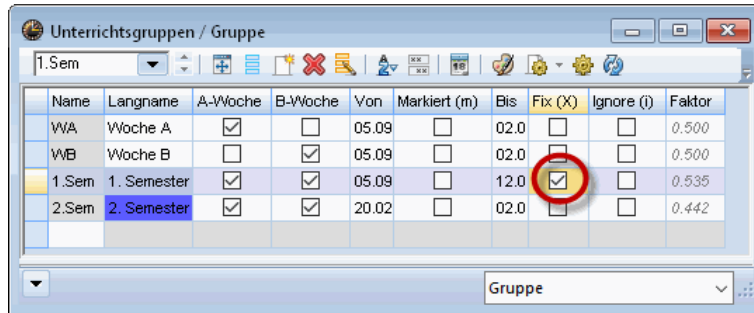 Unterrichtsgruppen / Gruppe
1.Sem
Name Langname A-Woche B-Woche Von Markiert (m) Bis Fix (X) Ignore (i) Faktor
WA Woche A 05.09 02.0 0.500
WB Woche B 05.09 02.0 0.500
1.Sem 1. Semester 05.09 12.0 0.535
2.Sem 2. Semester 20.02 02.0 0.442
Gruppe